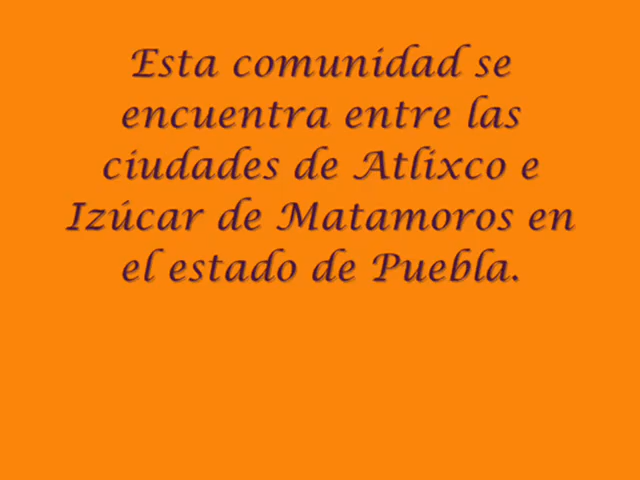 Esta comunidad se
encuentra entre las
ciudades de Atlixco e
Izúcar de Matamoros en
el estado de Puebla.